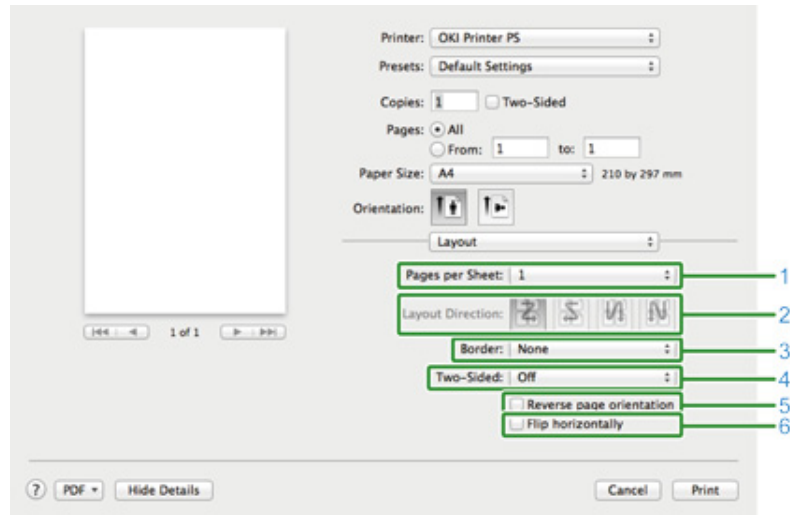 Printer: OKI Printer PS
Presets: Default Settings
Copies: 1 Two-Sided
Pages: All
From: 1 to: 1
Paper Size: A4 210 by 297 mm
Orientation:
Layout
Pages per Sheet: 1 1
Layout Direction: 2
Border: None 3
Two-Sided: Off 4
Reverse page orientation 5
Flip horizontally 6
1 of 1
? PDF Hide Details Cancel Print